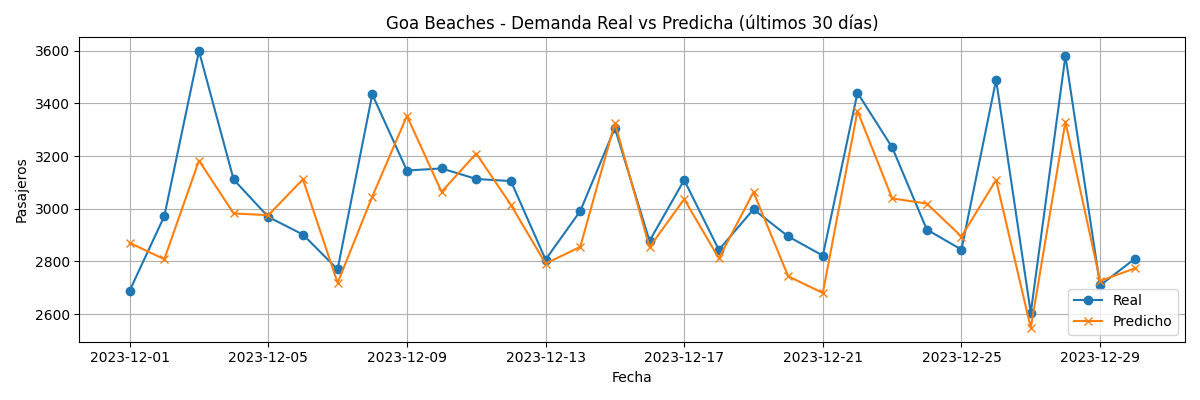 Goa Beaches - Demanda Real vs Predicha (últimos 30 días)
3600
3400
3200
3000
2800
2600
Pasajeros
Real
Predicho
2023-12-01 2023-12-05 2023-12-09 2023-12-13 2023-12-17 2023-12-21 2023-12-25 2023-12-29
Fecha